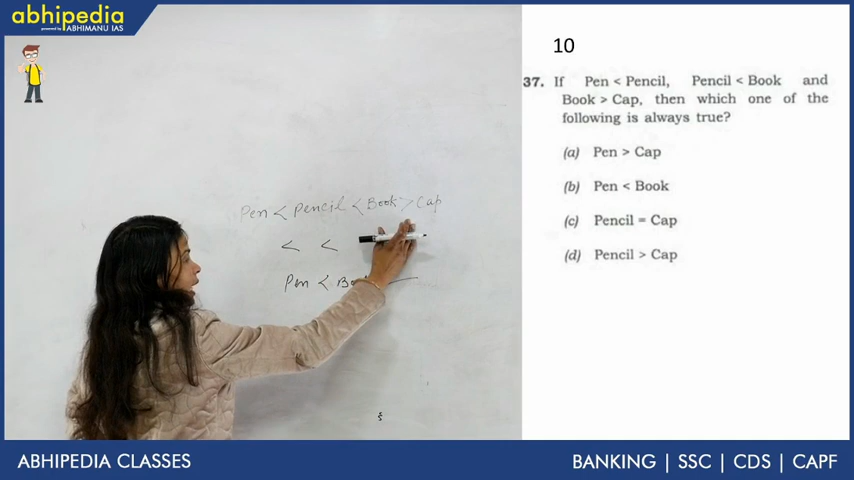 abhipedia
powered by ABHIMANU IAS
10
37. If Pen < Pencil, Pencil < Book and
Book > Cap, then which one of the
following is always true?
(a) Pen > Cap
(b) Pen < Book
(c) Pencil = Cap
(d) Pencil > Cap
Pen < Pencil < Book > Cap
< <
Pen < 
ABHIPEDIA CLASSES
BANKING | SSC | CDS | CAPF